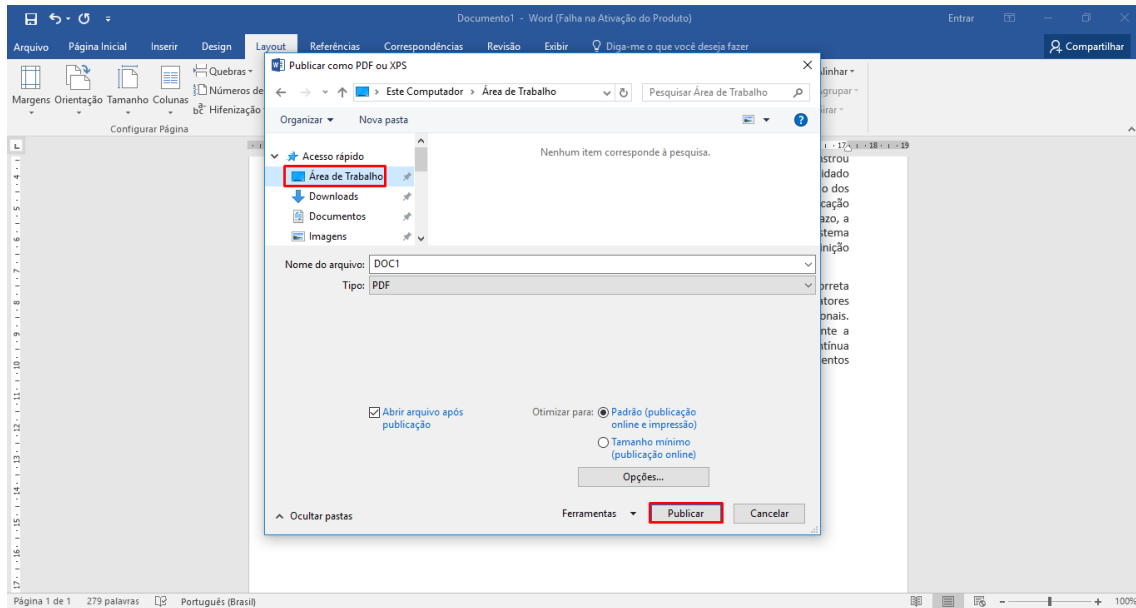 Documento1 - Word (Falha na Ativação do Produto)
Entrar
Arquivo Página Inicial Inserir Design Layout Referências Correspondências Revisão Exibir Diga-me o que você deseja fazer Compartilhar
Margens Orientação Tamanho Colunas
Quebras
Números de
Hifenização
Configurar Página
Alinhar
Agrupar
Girar
Publicar como PDF ou XPS
Este Computador > Área de Trabalho
Pesquisar Área de Trabalho
Organizar Nova pasta
Acesso rápido
Área de Trabalho
Downloads
Documentos
Imagens
Nenhum item corresponde à pesquisa.
Nome do arquivo: DOC1
Tipo: PDF
Abrir arquivo após
publicação
Otimizar para: Padrão (publicação
online e impressão)
Tamanho mínimo
(publicação online)
Opções...
Ocultar pastas
Ferramentas Publicar Cancelar
Página 1 de 1 279 palavras Português (Brasil) 100%